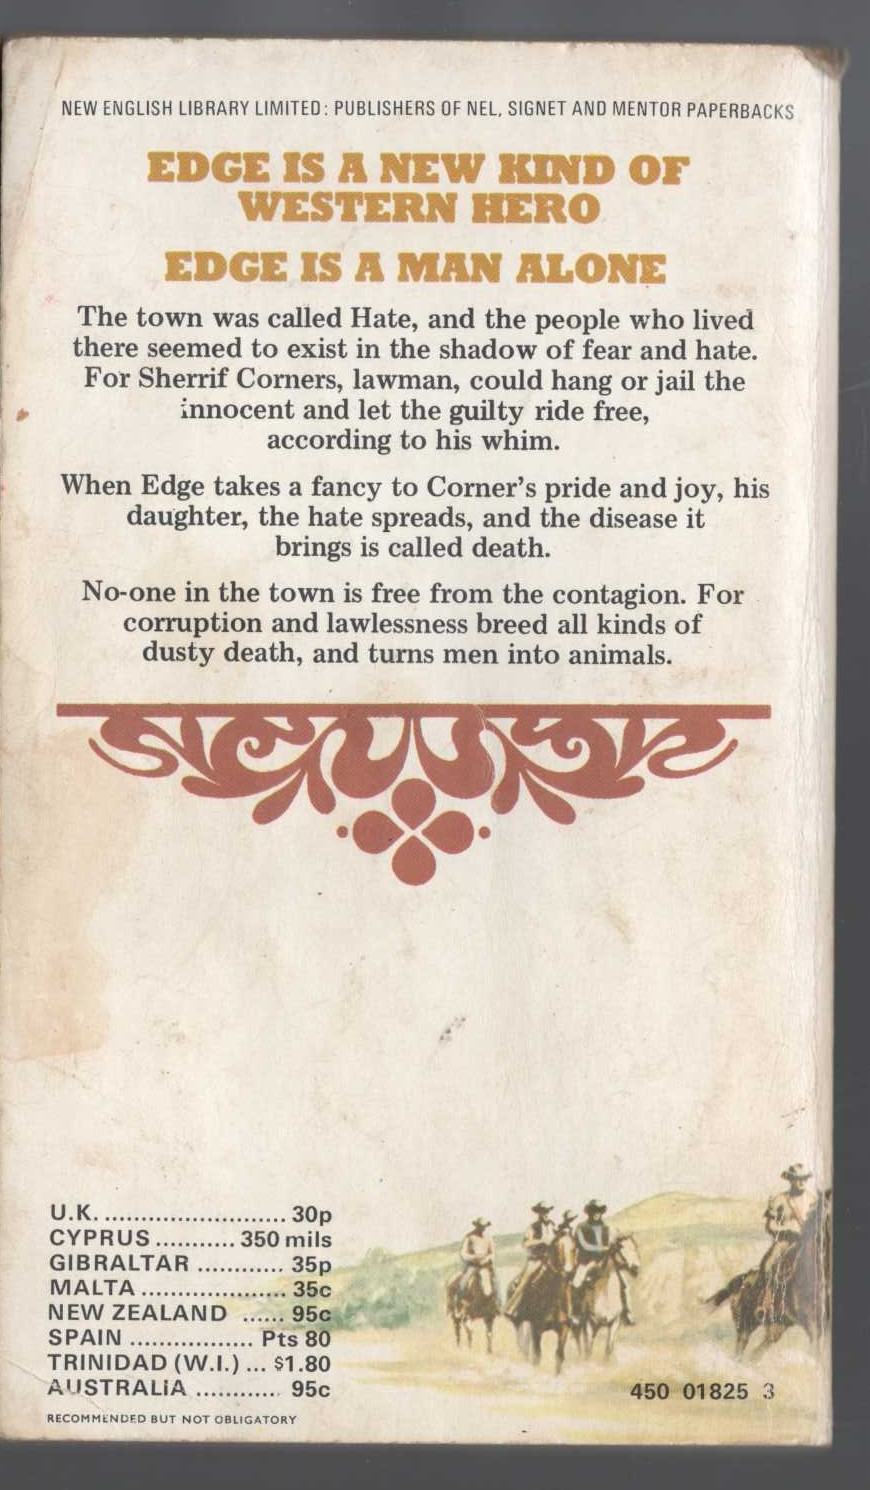 NEW ENGLISH LIBRARY LIMITED: PUBLISHERS OF NEL, SIGNET AND MENTOR PAPERBACKS
EDGE IS A NEW KIND OF
WESTERN HERO
EDGE IS A MAN ALONE
The town was called Hate, and the people who lived
there seemed to exist in the shadow of fear and hate.
For Sherrif Corners, lawman, could hang or jail the
innocent and let the guilty ride free,
according to his whim.
When Edge takes a fancy to Corner's pride and joy, his
daughter, the hate spreads, and the disease it
brings is called death.
No-one in the town is free from the contagion. For
corruption and lawlessness breed all kinds of
dusty death, and turns men into animals.
U.K. ......................... 30p
CYPRUS ........... 350 mils
GIBRALTAR ............ 35p
MALTA .................... 35c
NEW ZEALAND ...... 95c
SPAIN ................. Pts 80
TRINIDAD (W.I.) ... $1.80
AUSTRALIA ............ 95c
RECOMMENDED BUT NOT OBLIGATORY
450 01825 3